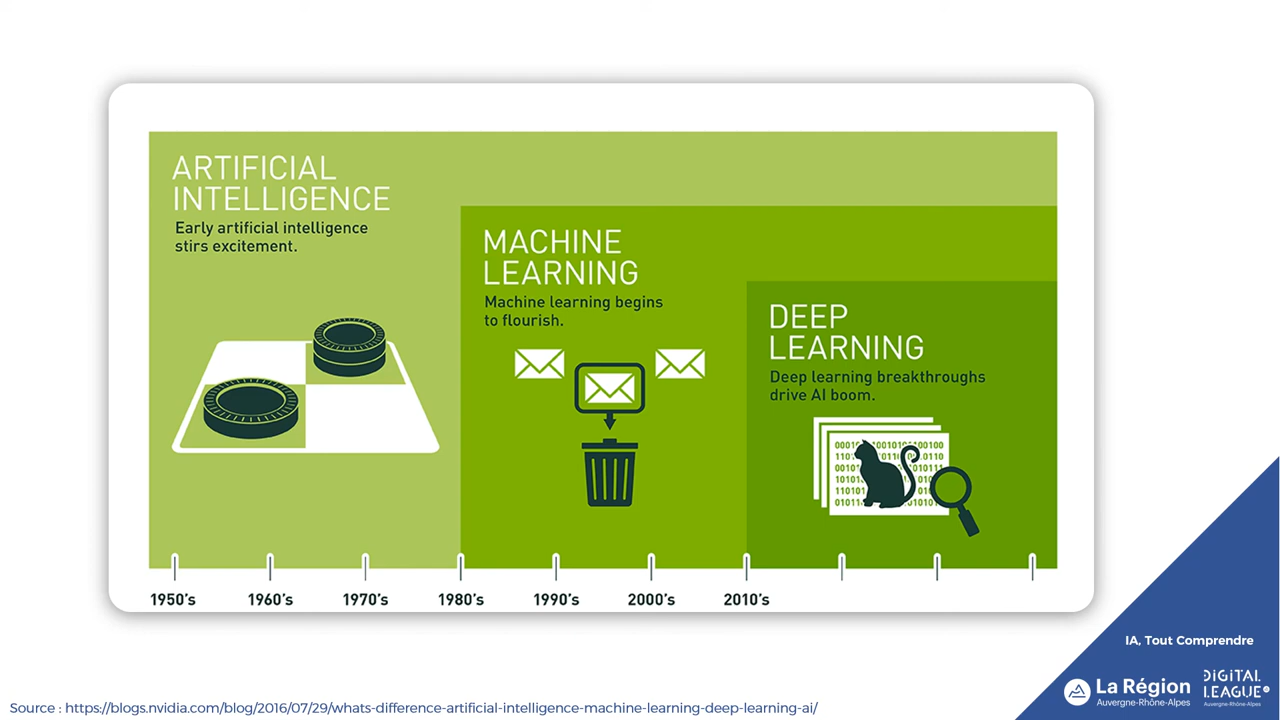 ARTIFICIAL
INTELLIGENCE
Early artificial intelligence
stirs excitement.
MACHINE
LEARNING
Machine learning begins
to flourish.
DEEP
LEARNING
Deep learning breakthroughs
drive AI boom.
1950's
1960's
1970's
1980's
1990's
2000's
2010's
IA, Tout Comprendre
La Région
Auvergne-Rhône-Alpes
DIGITAL
LEAGUE
Auvergne-Rhône-Alpes
Source : https://blogs.nvidia.com/blog/2016/07/29/whats-difference-artificial-intelligence-machine-learning-deep-learning-ai/